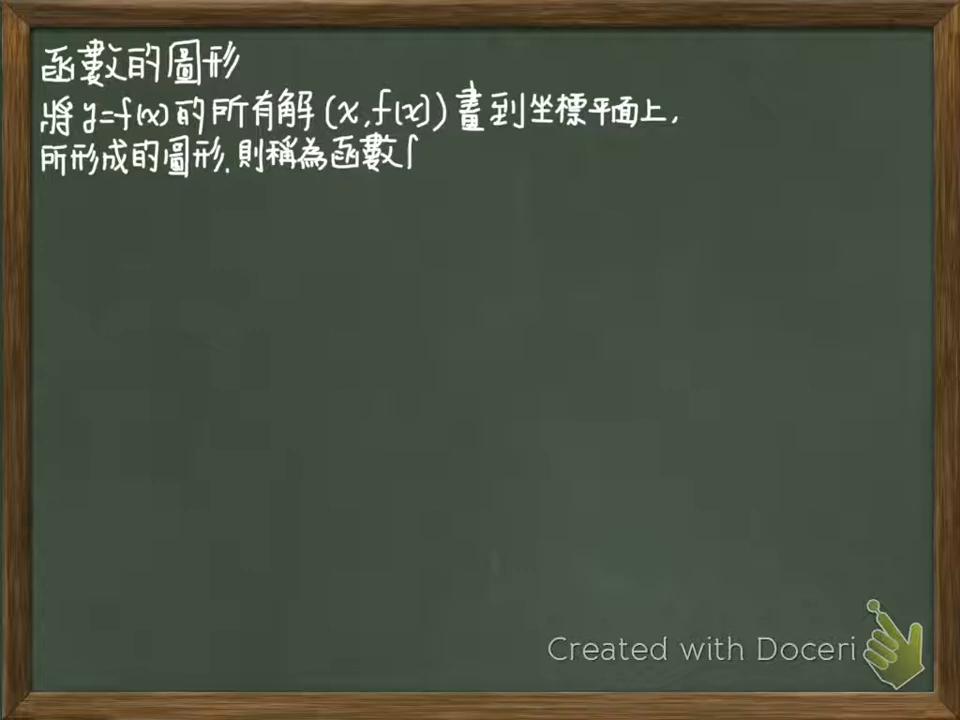 函數的圖形
將 y=f(x) 的所有解 (x,f(x)) 畫到坐標平面上,
所形成的圖形,則稱為函數 f
Created with Doceri